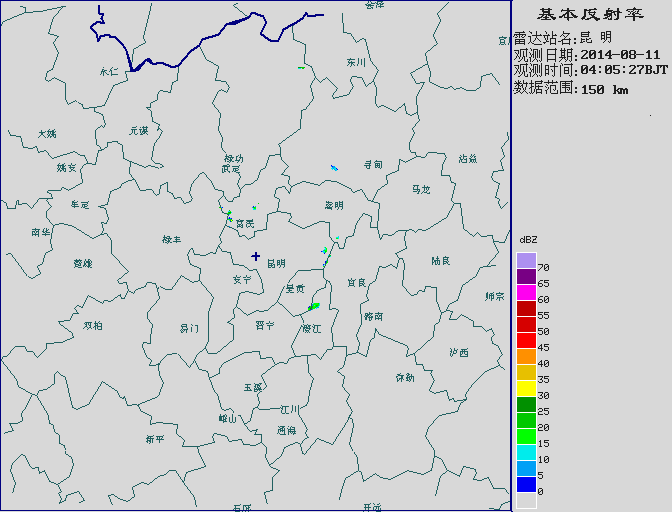 基本反射率
雷达站名:昆 明
观测日期:2014-08-11
观测时间:04:05:27BJT
数据范围:150 km
会泽
永仁
东川
大姚
元谋
姚安
禄劝
武定
寻甸
沾益
马龙
牟定
嵩明
南华
富民
禄丰
楚雄
昆明
陆良
安宁
呈贡
宜良
师宗
双柏
易门
晋宁
澄江
路南
泸西
弥勒
玉溪
江川
峨山
通海
新平
石屏
开远
dBZ
70
65
60
55
50
45
40
35
30
25
20
15
10
5
0